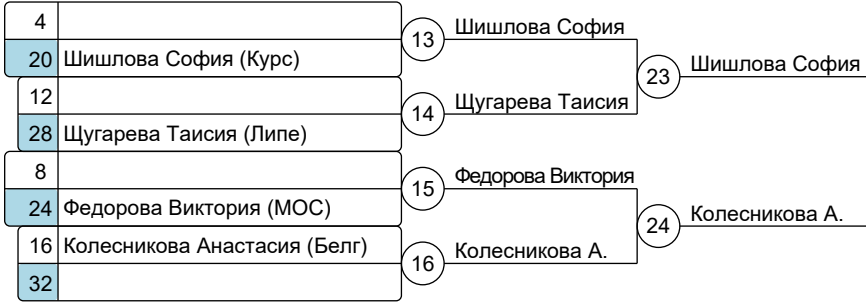 4
20 Шишлова София (Курс)
12
28 Щугарева Таисия (Липе)
8
24 Федорова Виктория (МОС)
16 Колесникова Анастасия (Белг)
32
13 Шишлова София
14 Щугарева Таисия
15 Федорова Виктория
16 Колесникова А.
23 Шишлова София
24 Колесникова А.